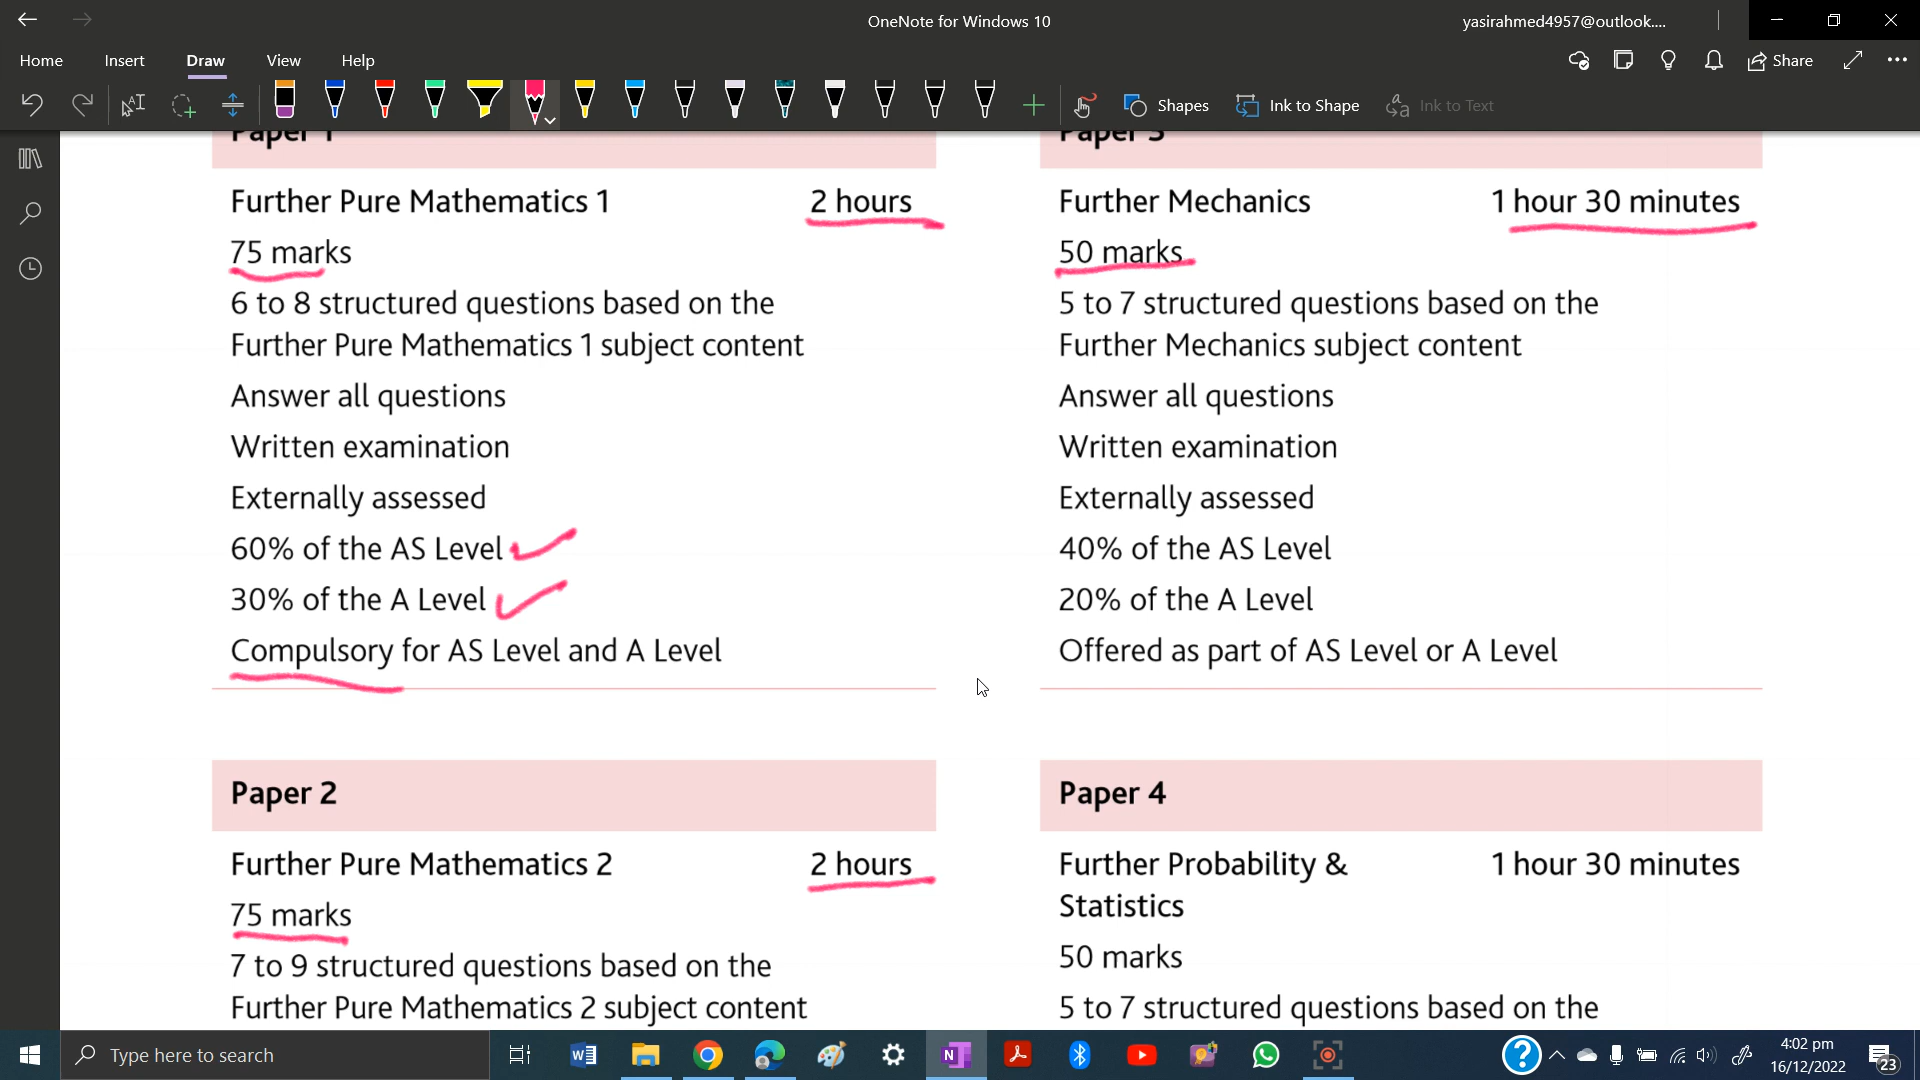 OneNote for Windows 10
yasirahmed4957@outlook....
Home Insert Draw View Help
Share
Shapes Ink to Shape Ink to Text
Paper 1
Further Pure Mathematics 1 2 hours
75 marks
6 to 8 structured questions based on the
Further Pure Mathematics 1 subject content
Answer all questions
Written examination
Externally assessed
60% of the AS Level
30% of the A Level
Compulsory for AS Level and A Level
Paper 3
Further Mechanics 1 hour 30 minutes
50 marks
5 to 7 structured questions based on the
Further Mechanics subject content
Answer all questions
Written examination
Externally assessed
40% of the AS Level
20% of the A Level
Offered as part of AS Level or A Level
Paper 2
Further Pure Mathematics 2 2 hours
75 marks
7 to 9 structured questions based on the
Further Pure Mathematics 2 subject content
Paper 4
Further Probability & 1 hour 30 minutes
Statistics
50 marks
5 to 7 structured questions based on the
Type here to search
4:02 pm
16/12/2022
23